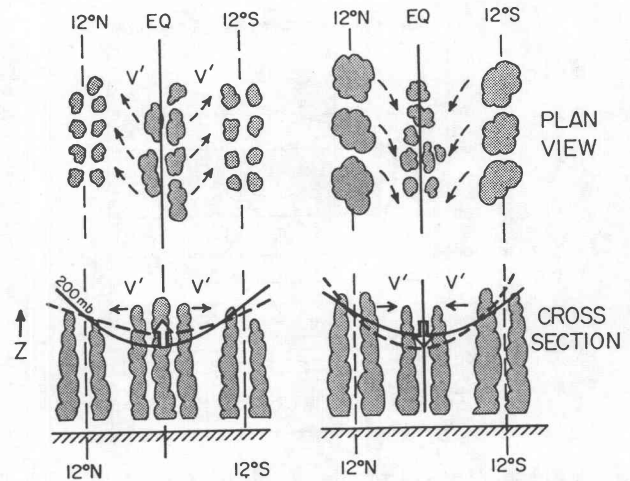 12°N EQ 12°S 12°N EQ 12°S
V' V'
PLAN
VIEW
V' V' V' V'
200mb
CROSS
SECTION
Z
12°N 12°S 12°N 12°S